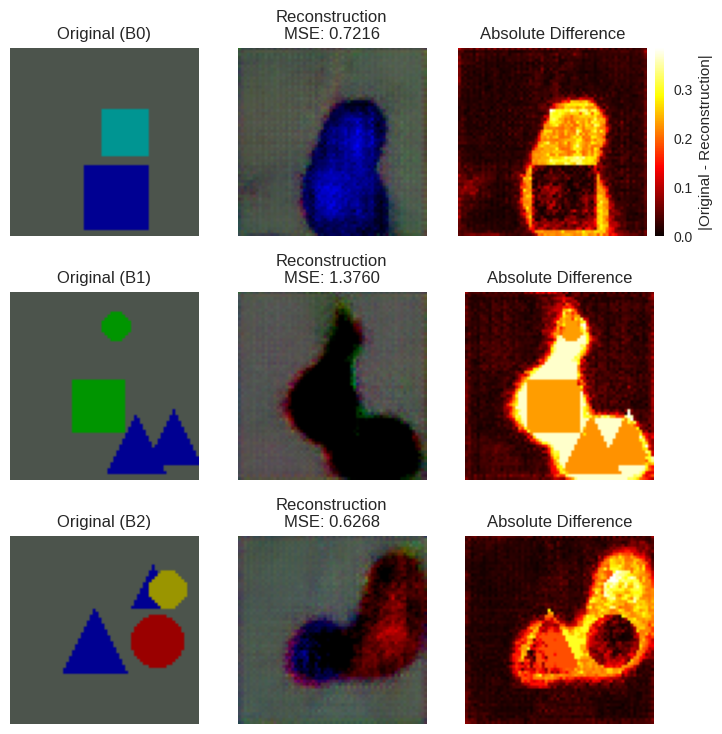 Original (B0)
Reconstruction
MSE: 0.7216
Absolute Difference
0.3
0.2
0.1
0.0
|Original - Reconstruction|
Original (B1)
Reconstruction
MSE: 1.3760
Absolute Difference
Original (B2)
Reconstruction
MSE: 0.6268
Absolute Difference